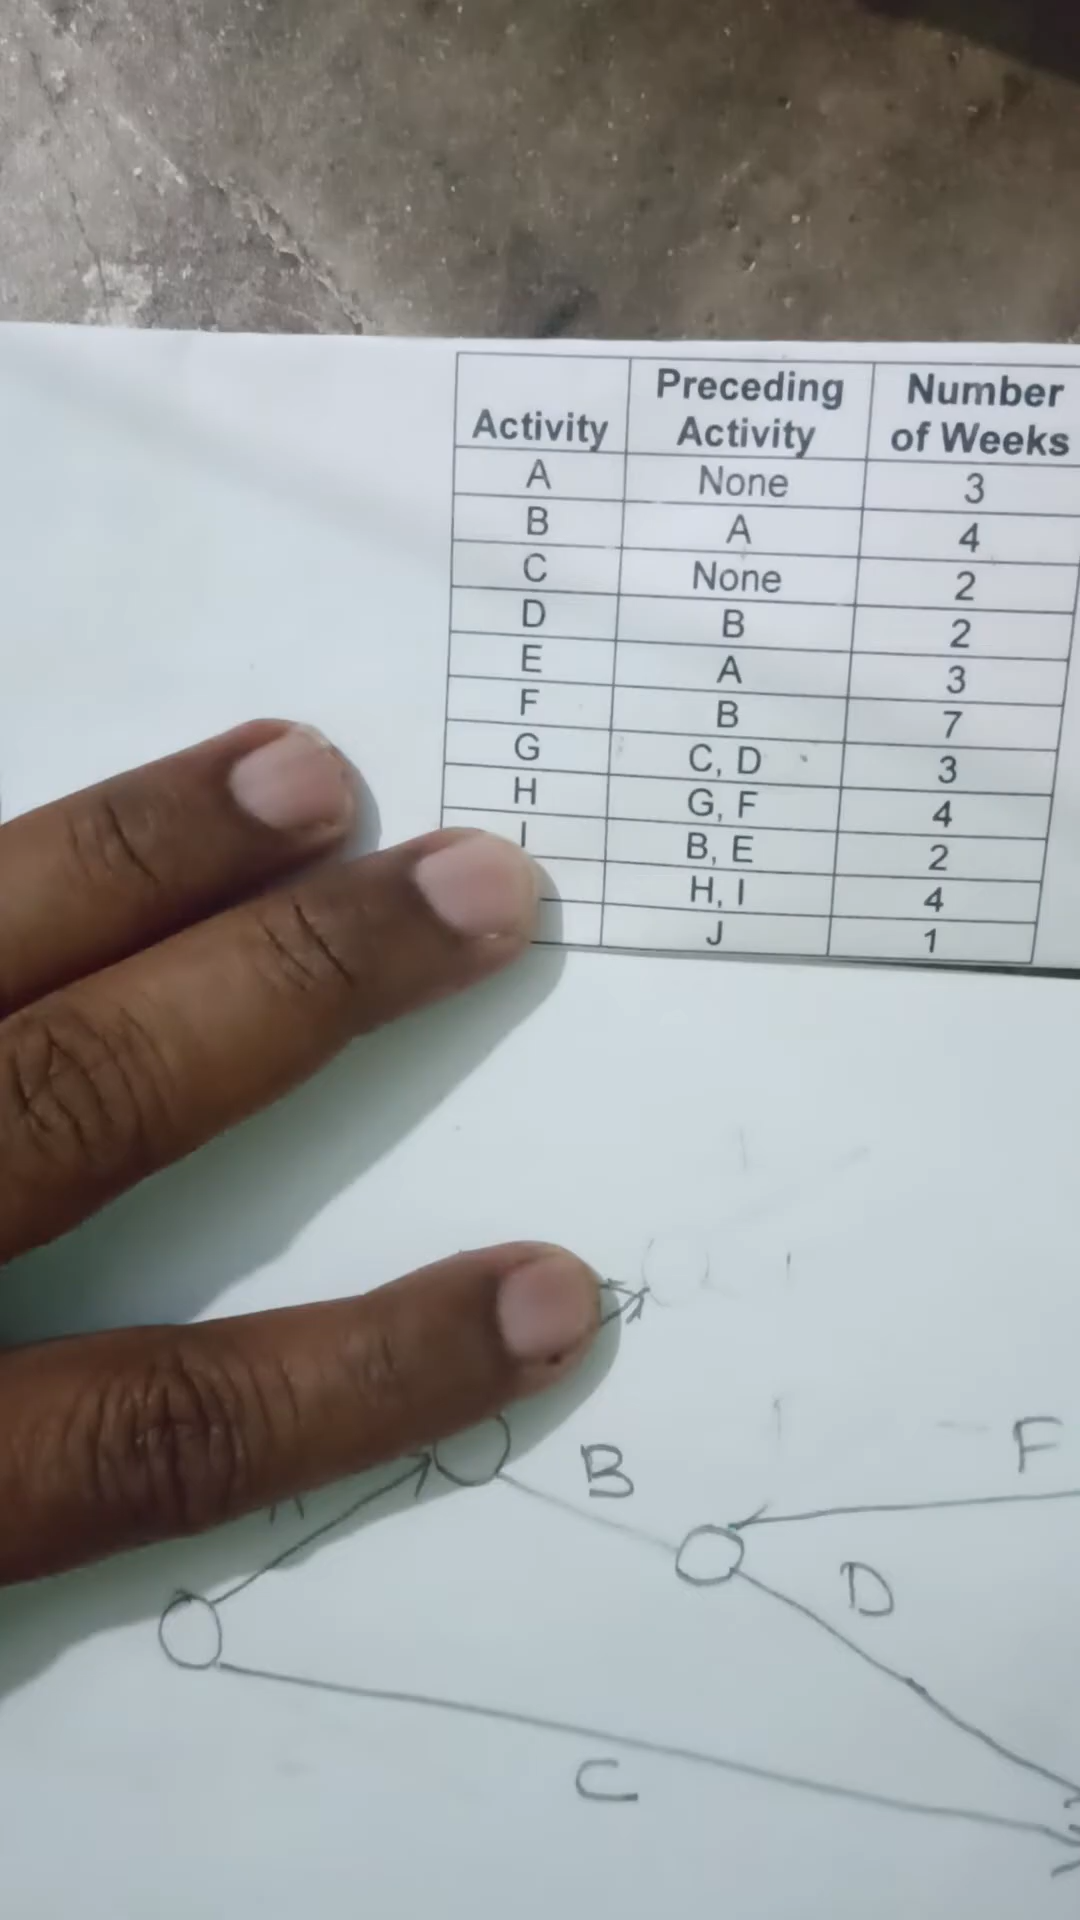 Activity Preceding Activity Number of Weeks
A None 3
B A 4
C None 2
D B 2
E A 3
F B 7
G C, D 3
H G, F 4
I B, E 2
H, I 4
J 1
F
B
D
C